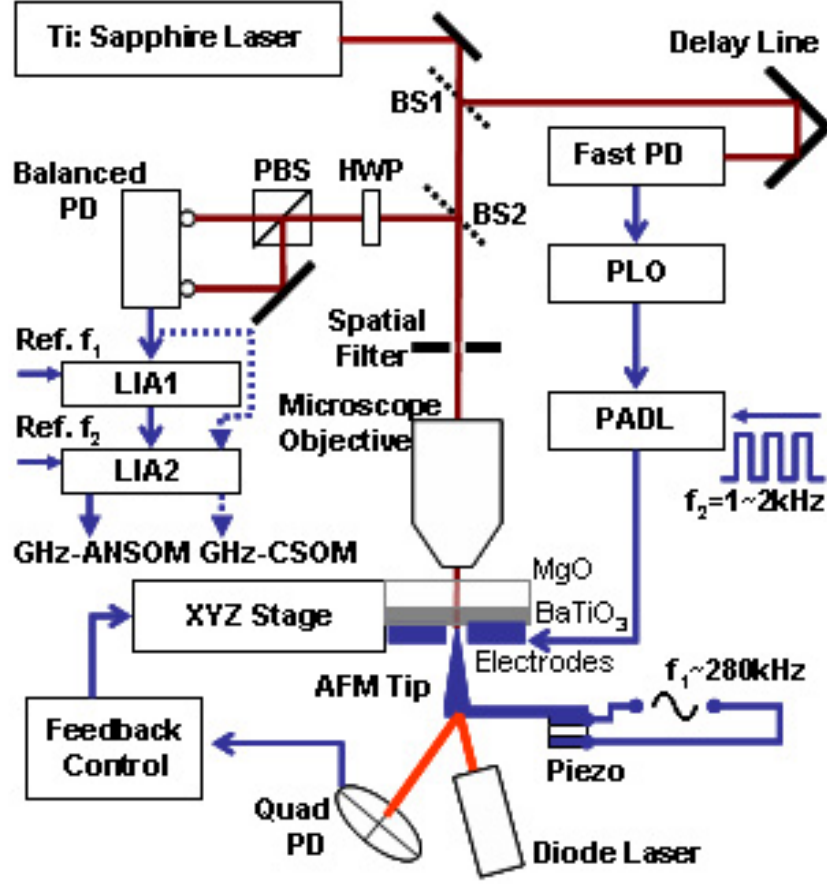 Ti: Sapphire Laser
Delay Line
BS1
Fast PD
Balanced
PD
PBS
HWP
BS2
PLO
Spatial
Filter
Ref. f1
LIA1
Microscope
Objective
PADL
Ref. f2
LIA2
f2=1~2kHz
GHz-ANSOM GHz-CSOM
MgO
XYZ Stage
BaTiO3
Electrodes
AFM Tip
f1~280kHz
Feedback
Control
Piezo
Quad
PD
Diode Laser